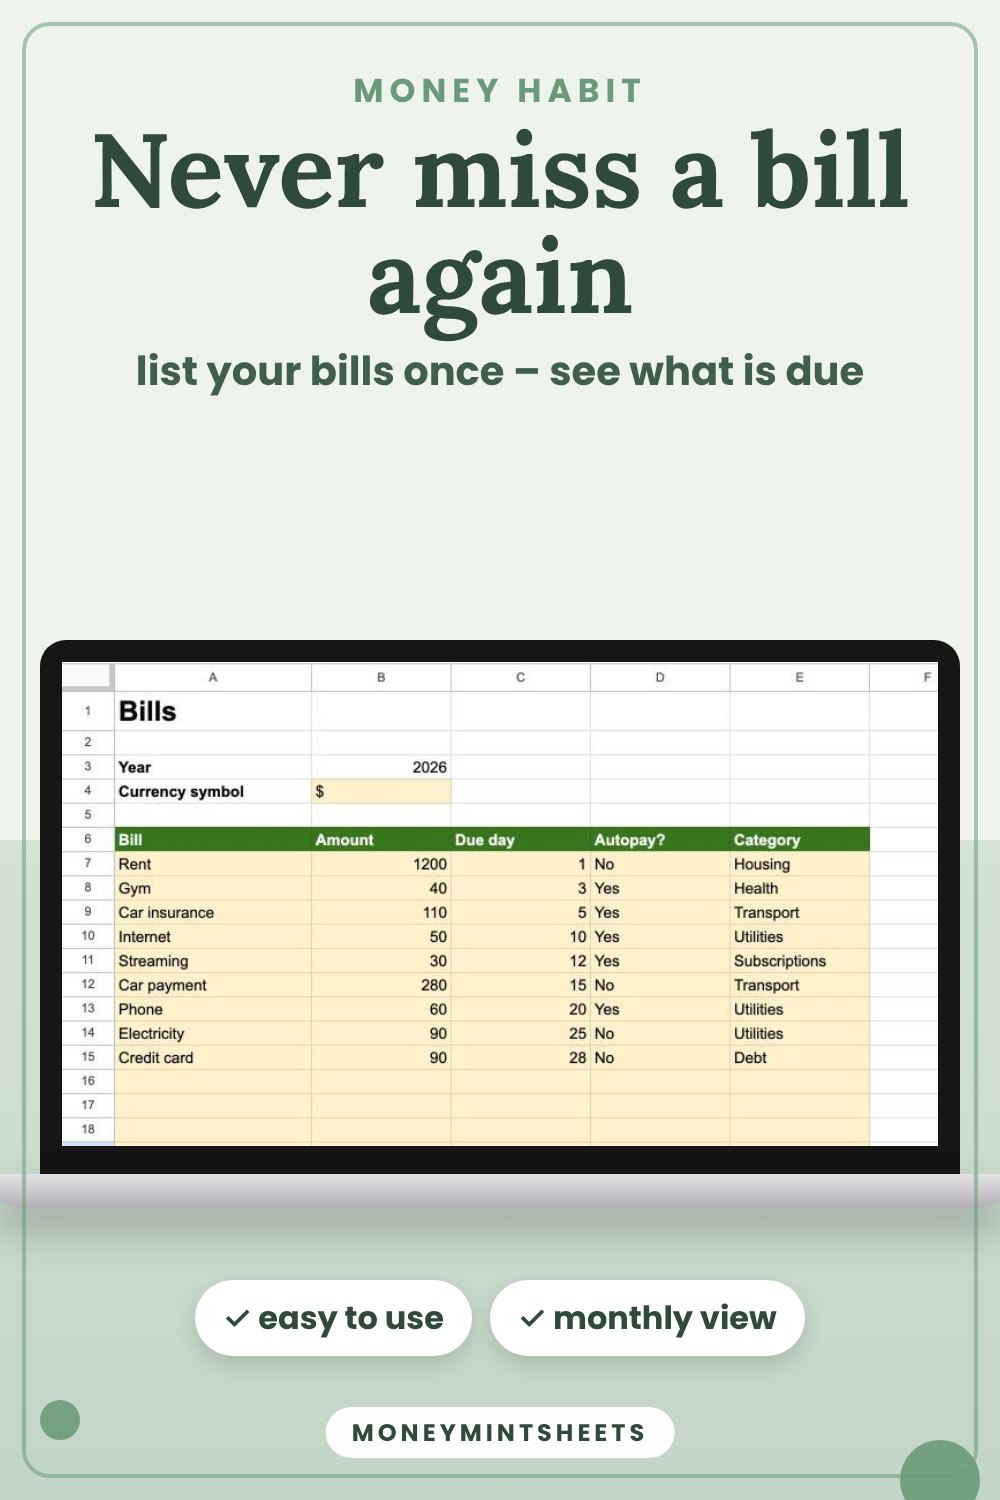 MONEY HABIT
Never miss a bill
again
list your bills once – see what is due
A B C D E F
1 Bills
2
3 Year 2026
4 Currency symbol $
5
6 Bill Amount Due day Autopay? Category
7 Rent 1200 1 No Housing
8 Gym 40 3 Yes Health
9 Car insurance 110 5 Yes Transport
10 Internet 50 10 Yes Utilities
11 Streaming 30 12 Yes Subscriptions
12 Car payment 280 15 No Transport
13 Phone 60 20 Yes Utilities
14 Electricity 90 25 No Utilities
15 Credit card 90 28 No Debt
16
17
18
✓ easy to use ✓ monthly view
MONEYMINTSHEETS